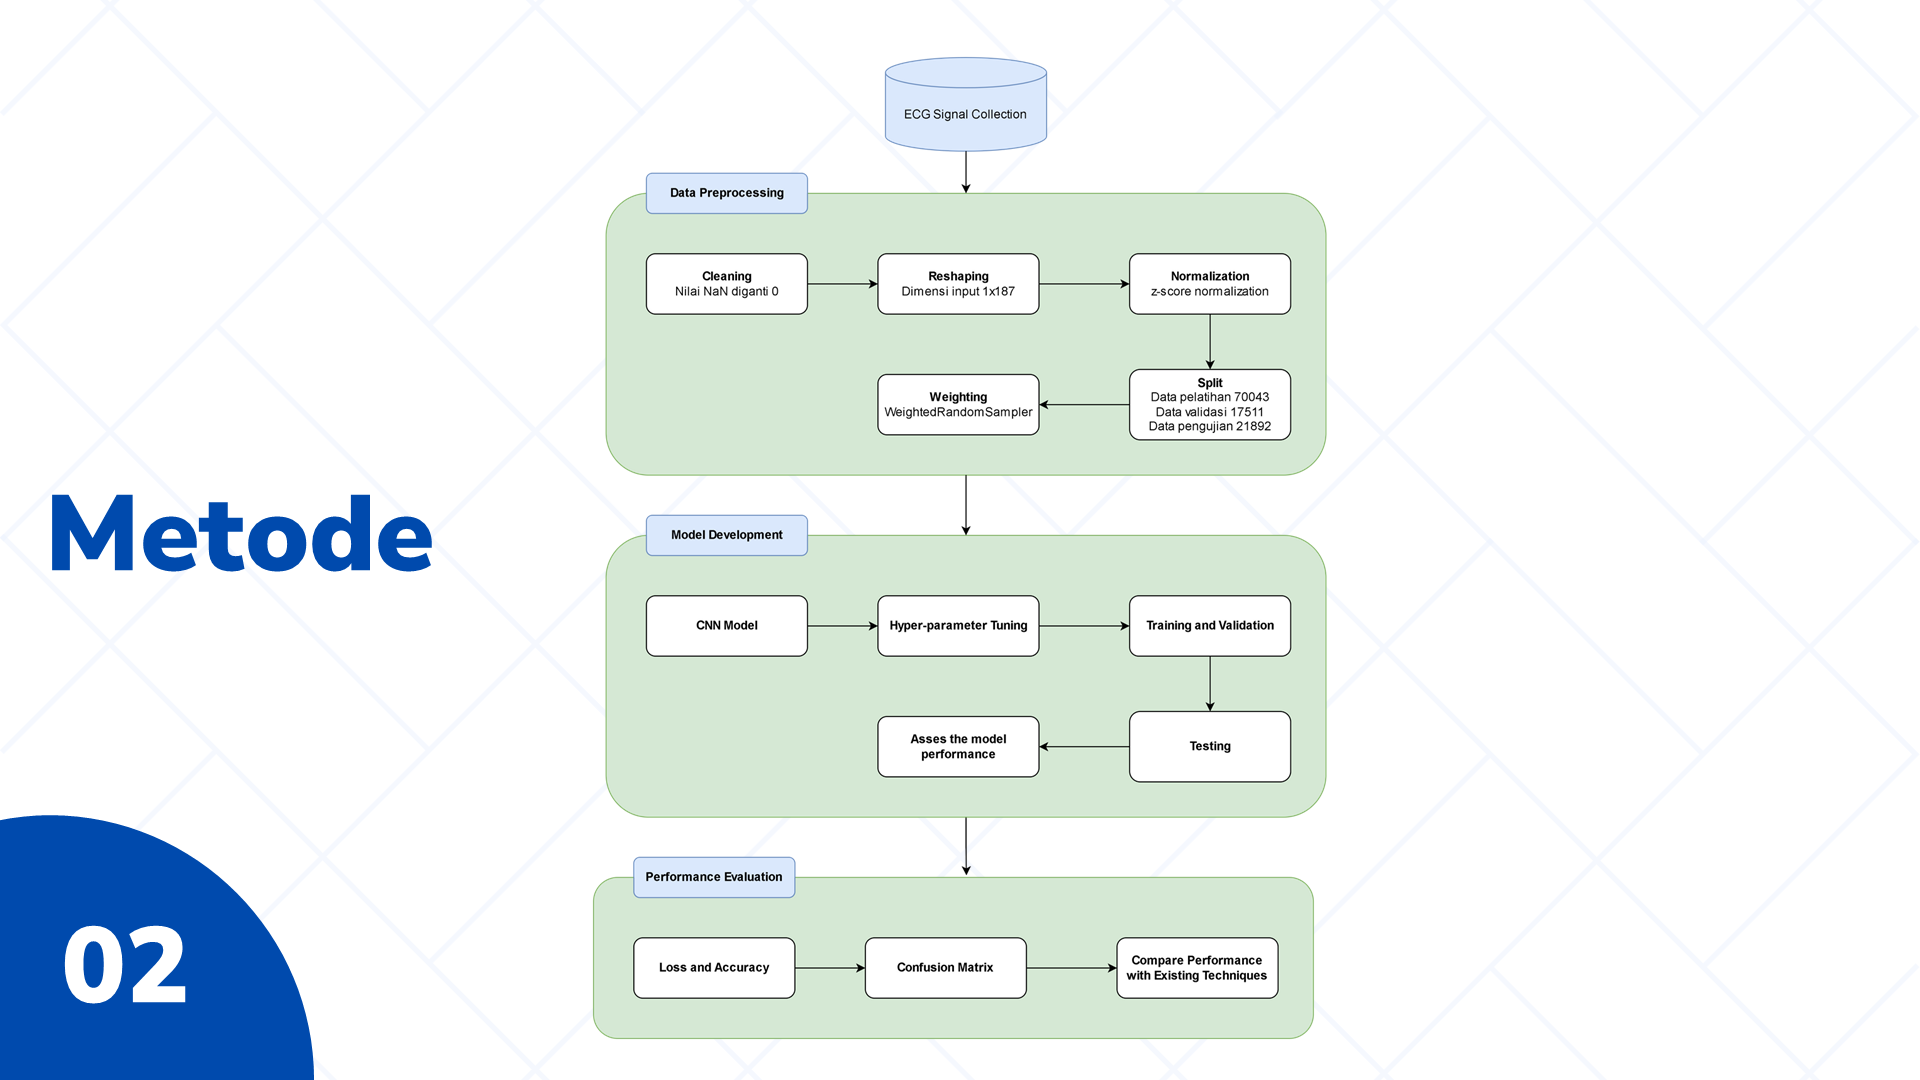 ECG Signal Collection
Data Preprocessing
Cleaning
Nilai NaN diganti 0
Reshaping
Dimensi input 1x187
Normalization
z-score normalization
Split
Data pelatihan 70043
Data validasi 17511
Data pengujian 21892
Weighting
WeightedRandomSampler
Metode
Model Development
CNN Model
Hyper-parameter Tuning
Training and Validation
Testing
Asses the model
performance
Performance Evaluation
Loss and Accuracy
Confusion Matrix
Compare Performance
with Existing Techniques
02